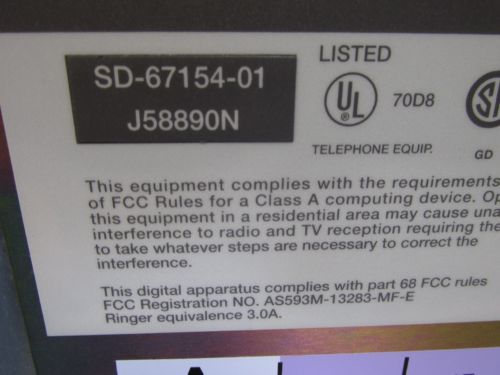 SD-67154-01
J58890N
LISTED
UL
70D8
SA
TELEPHONE EQUIP.
GD
This equipment complies with the requirements
of FCC Rules for a Class A computing device. Op
this equipment in a residential area may cause una
interference to radio and TV reception requiring the
to take whatever steps are necessary to correct the
interference.
This digital apparatus complies with part 68 FCC rules
FCC Registration NO. AS593M-13283-MF-E
Ringer equivalence 3.0A.